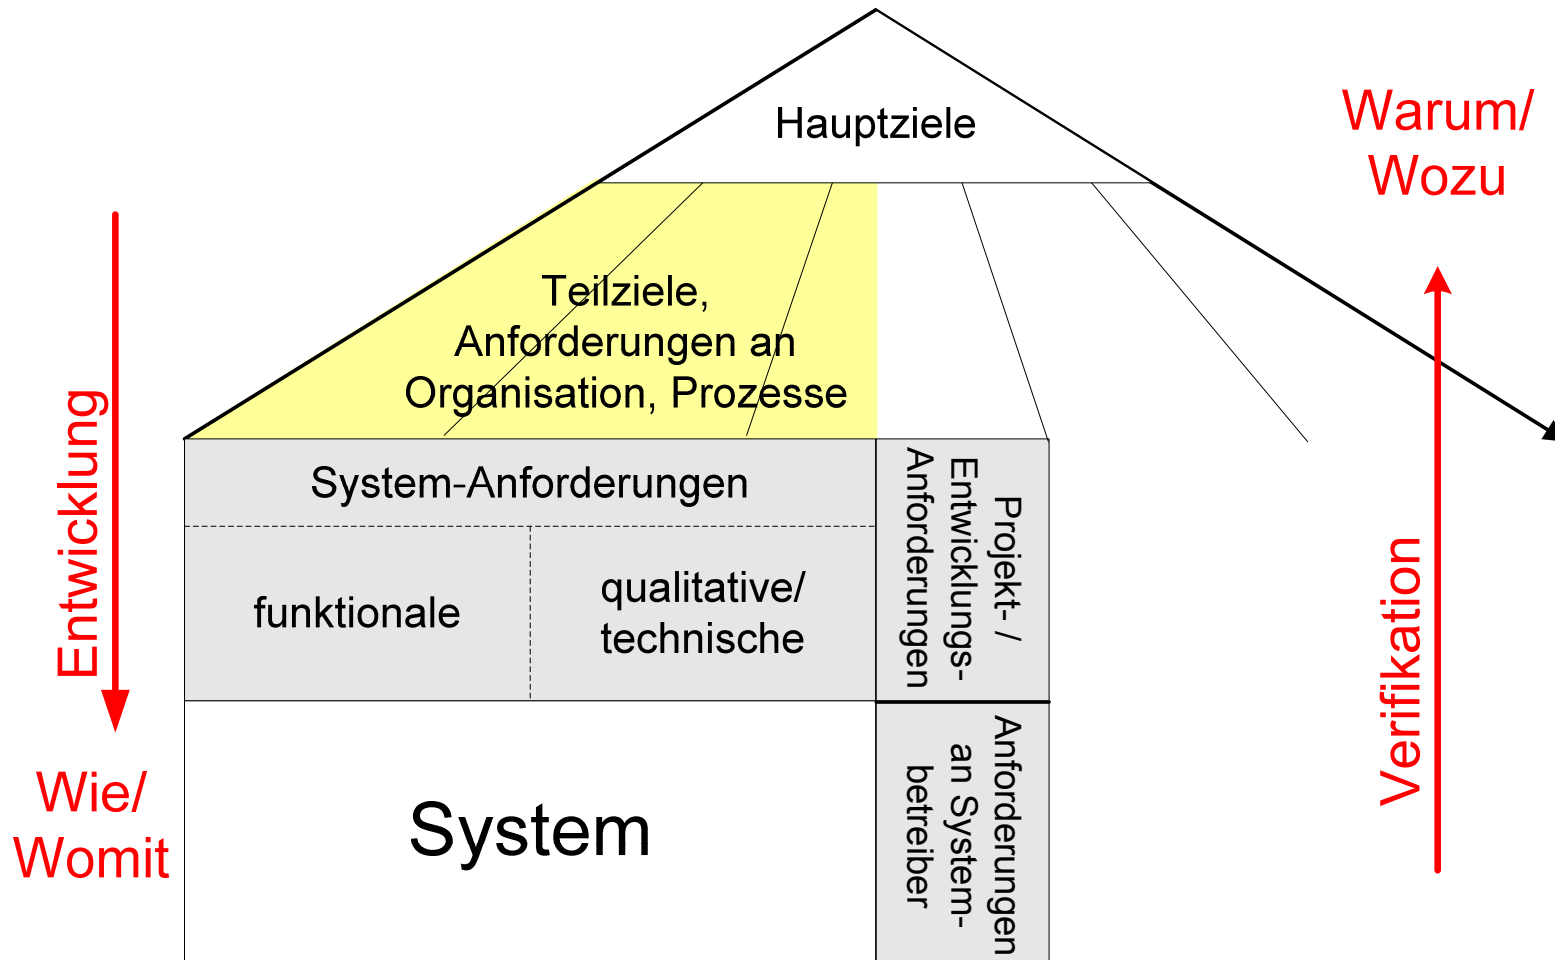 Hauptziele
Warum/
Wozu
Teilziele,
Anforderungen an
Organisation, Prozesse
Entwicklung
System-Anforderungen
funktionale
qualitative/
technische
Projekt- /
Entwicklungs-
Anforderungen
Verifikation
Wie/
Womit
System
Anforderungen
an System-
betreiber